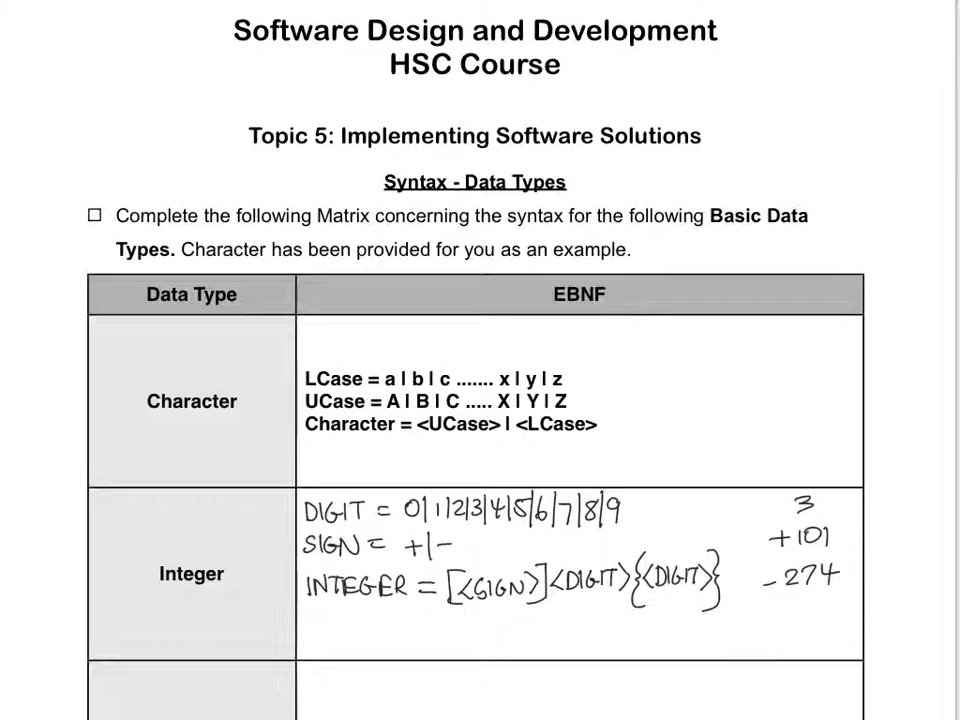 Software Design and Development
HSC Course
Topic 5: Implementing Software Solutions
Syntax - Data Types
☐ Complete the following Matrix concerning the syntax for the following Basic Data
Types. Character has been provided for you as an example.
Data Type EBNF
Character
LCase = a | b | c ....... x | y | z
UCase = A | B | C ..... X | Y | Z
Character = <UCase> | <LCase>
Integer
DIGIT = 0|1|2|3|4|5|6|7|8|9
SIGN = +|-
INTEGER = [<SIGN>]<DIGIT>{<DIGIT>}
3
+101
-274